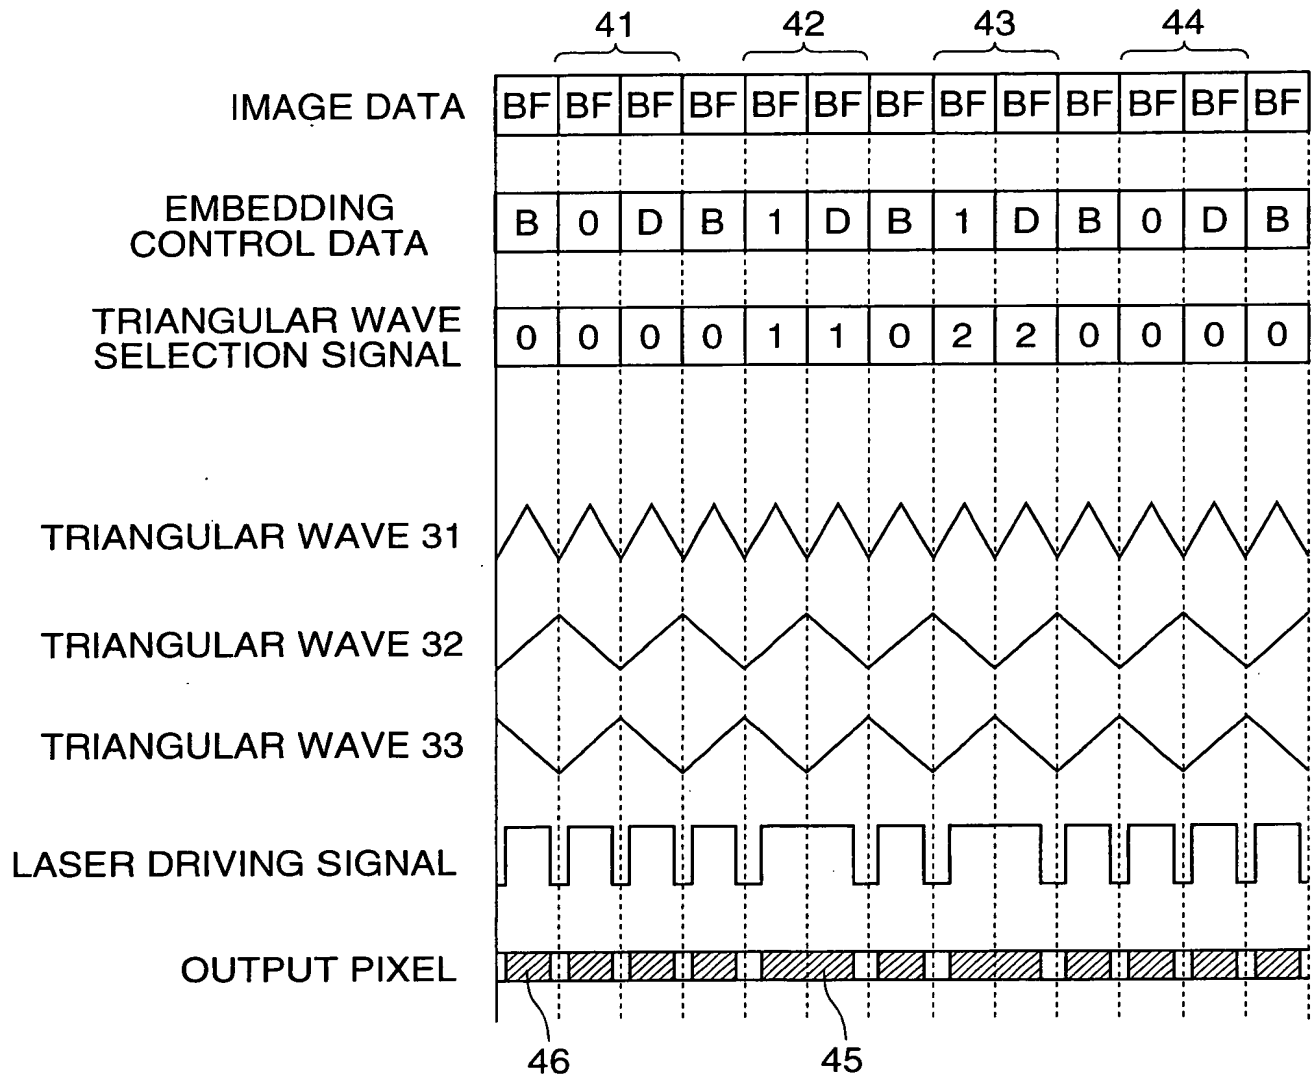 41 42 43 44
IMAGE DATA BF BF BF BF BF BF BF BF BF BF BF BF BF
EMBEDDING
CONTROL DATA B 0 D B 1 D B 1 D B 0 D B
TRIANGULAR WAVE
SELECTION SIGNAL 0 0 0 0 1 1 0 2 2 0 0 0 0
TRIANGULAR WAVE 31
TRIANGULAR WAVE 32
TRIANGULAR WAVE 33
LASER DRIVING SIGNAL
OUTPUT PIXEL
46 45